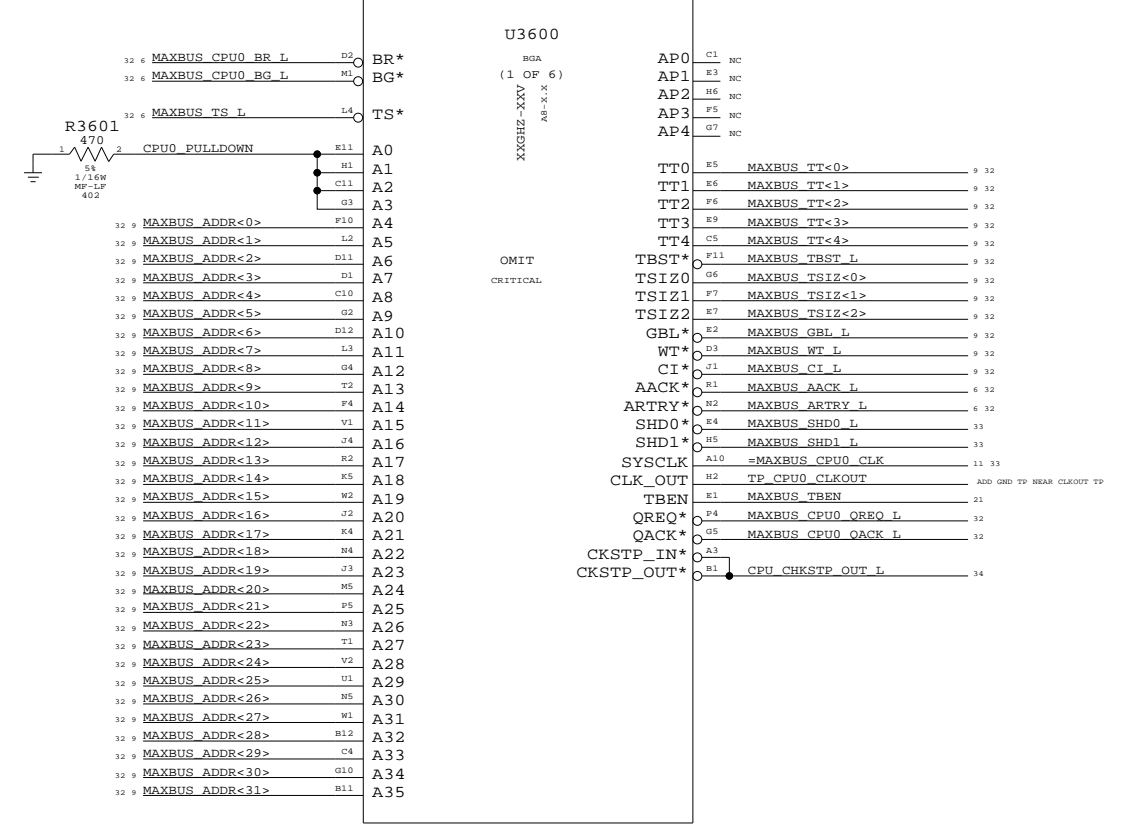 U3600
BGA
(1 OF 6)
XXGHZ-XXV
A8-X.X
OMIT
CRITICAL
32 6 MAXBUS_CPU0_BR_L D2 BR*
32 6 MAXBUS_CPU0_BG_L M1 BG*
32 6 MAXBUS_TS_L L4 TS*
R3601
470
1 2 CPU0_PULLDOWN E11 A0
5%
1/16W
MF-LF
402
H1 A1
C11 A2
G3 A3
32 9 MAXBUS_ADDR<0> F10 A4
32 9 MAXBUS_ADDR<1> L2 A5
32 9 MAXBUS_ADDR<2> D11 A6
32 9 MAXBUS_ADDR<3> D1 A7
32 9 MAXBUS_ADDR<4> C10 A8
32 9 MAXBUS_ADDR<5> G2 A9
32 9 MAXBUS_ADDR<6> D12 A10
32 9 MAXBUS_ADDR<7> L3 A11
32 9 MAXBUS_ADDR<8> G4 A12
32 9 MAXBUS_ADDR<9> T2 A13
32 9 MAXBUS_ADDR<10> F4 A14
32 9 MAXBUS_ADDR<11> V1 A15
32 9 MAXBUS_ADDR<12> J4 A16
32 9 MAXBUS_ADDR<13> R2 A17
32 9 MAXBUS_ADDR<14> K5 A18
32 9 MAXBUS_ADDR<15> W2 A19
32 9 MAXBUS_ADDR<16> J2 A20
32 9 MAXBUS_ADDR<17> K4 A21
32 9 MAXBUS_ADDR<18> N4 A22
32 9 MAXBUS_ADDR<19> J3 A23
32 9 MAXBUS_ADDR<20> M5 A24
32 9 MAXBUS_ADDR<21> P5 A25
32 9 MAXBUS_ADDR<22> N3 A26
32 9 MAXBUS_ADDR<23> T1 A27
32 9 MAXBUS_ADDR<24> V2 A28
32 9 MAXBUS_ADDR<25> U1 A29
32 9 MAXBUS_ADDR<26> N5 A30
32 9 MAXBUS_ADDR<27> W1 A31
32 9 MAXBUS_ADDR<28> B12 A32
32 9 MAXBUS_ADDR<29> C4 A33
32 9 MAXBUS_ADDR<30> G10 A34
32 9 MAXBUS_ADDR<31> B11 A35
AP0 C1 NC
AP1 E3 NC
AP2 H6 NC
AP3 F5 NC
AP4 G7 NC
TT0 E5 MAXBUS_TT<0> 9 32
TT1 E6 MAXBUS_TT<1> 9 32
TT2 F6 MAXBUS_TT<2> 9 32
TT3 E9 MAXBUS_TT<3> 9 32
TT4 C5 MAXBUS_TT<4> 9 32
TBST* F11 MAXBUS_TBST_L 9 32
TSIZ0 G6 MAXBUS_TSIZ<0> 9 32
TSIZ1 F7 MAXBUS_TSIZ<1> 9 32
TSIZ2 E7 MAXBUS_TSIZ<2> 9 32
GBL* E2 MAXBUS_GBL_L 9 32
WT* D3 MAXBUS_WT_L 9 32
CI* J1 MAXBUS_CI_L 9 32
AACK* R1 MAXBUS_AACK_L 6 32
ARTRY* N2 MAXBUS_ARTRY_L 6 32
SHD0* E4 MAXBUS_SHD0_L 33
SHD1* H5 MAXBUS_SHD1_L 33
SYSCLK A10 =MAXBUS_CPU0_CLK 11 33
CLK_OUT H2 TP_CPU0_CLKOUT ADD GND TP NEAR CLKOUT TP
TBEN E1 MAXBUS_TBEN 21
QREQ* P4 MAXBUS_CPU0_QREQ_L 32
QACK* G5 MAXBUS_CPU0_QACK_L 32
CKSTP_IN* A3
CKSTP_OUT* B1 CPU_CHKSTP_OUT_L 34